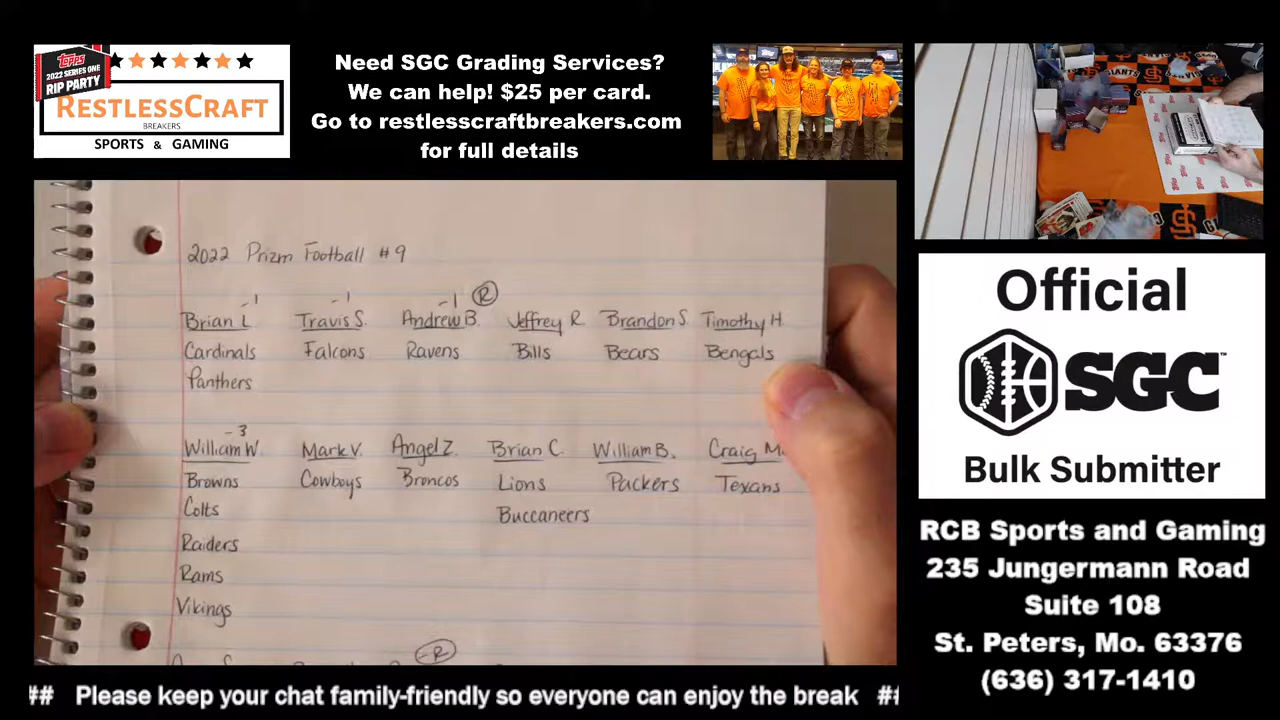 TOPPS
2022 SERIES ONE
RIP PARTY
RESTLESSCRAFT
BREAKERS
SPORTS & GAMING
Need SGC Grading Services?
We can help! $25 per card.
Go to restlesscraftbreakers.com
for full details
GIANTS
2022 Prizm Football #9
-1 -1 -1 R
Brian L Travis S. Andrew B. Jeffrey R Brandon S. Timothy H.
Cardinals Falcons Ravens Bills Bears Bengals
Panthers
-3
William W. Mark V. Angel Z. Brian C. William B. Craig M.
Browns Cowboys Broncos Lions Packers Texans
Colts Buccaneers
Raiders
Rams
Vikings
-R
Official
SGC
Bulk Submitter
RCB Sports and Gaming
235 Jungermann Road
Suite 108
St. Peters, Mo. 63376
(636) 317-1410
## Please keep your chat family-friendly so everyone can enjoy the break ##